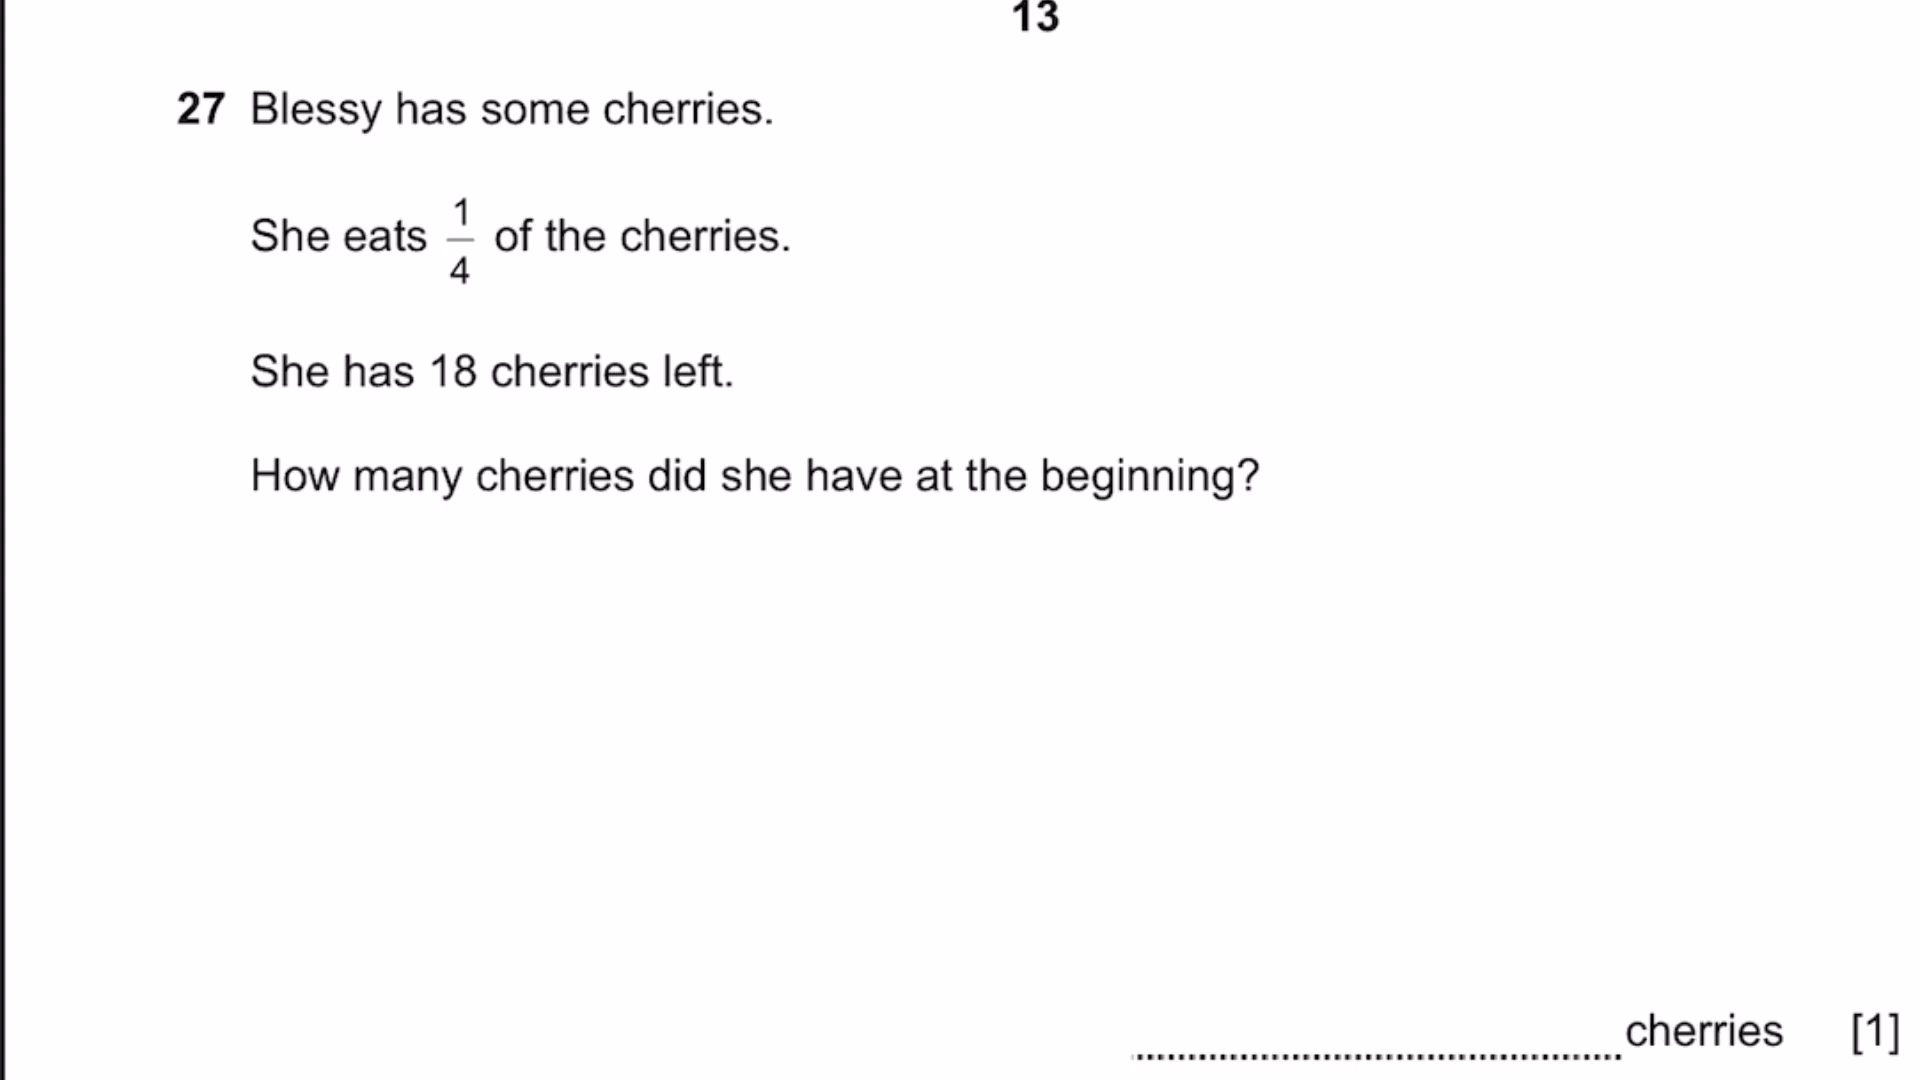 13
27 Blessy has some cherries.
She eats 1/4 of the cherries.
She has 18 cherries left.
How many cherries did she have at the beginning?
cherries [1]